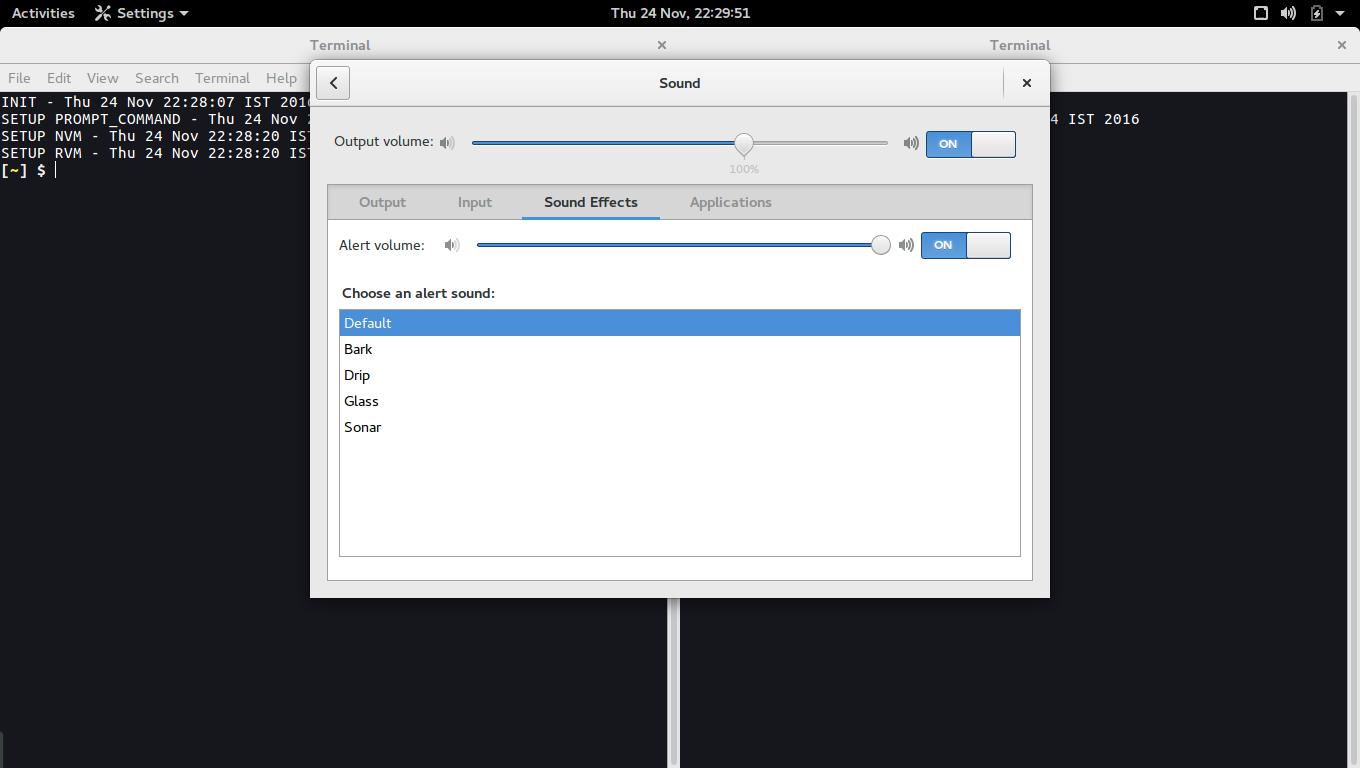 Activities Settings Thu 24 Nov, 22:29:51
Terminal Terminal
File Edit View Search Terminal Help
INIT - Thu 24 Nov 22:28:07 IST 201
SETUP PROMPT_COMMAND - Thu 24 Nov 4 IST 2016
SETUP NVM - Thu 24 Nov 22:28:20 IST
SETUP RVM - Thu 24 Nov 22:28:20 IST
[~] $
Sound
Output volume: ON
100%
Output Input Sound Effects Applications
Alert volume: ON
Choose an alert sound:
Default
Bark
Drip
Glass
Sonar